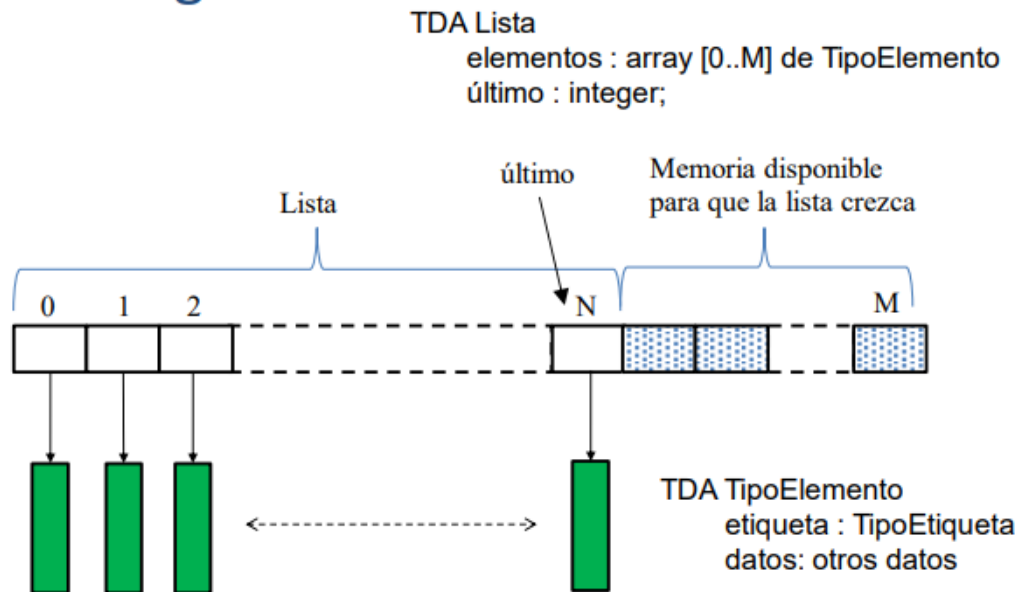 g
TDA Lista
elementos : array [0..M] de TipoElemento
último : integer;
Memoria disponible
para que la lista crezca
último
Lista
0 1 2 N M
TDA TipoElemento
etiqueta : TipoEtiqueta
datos: otros datos